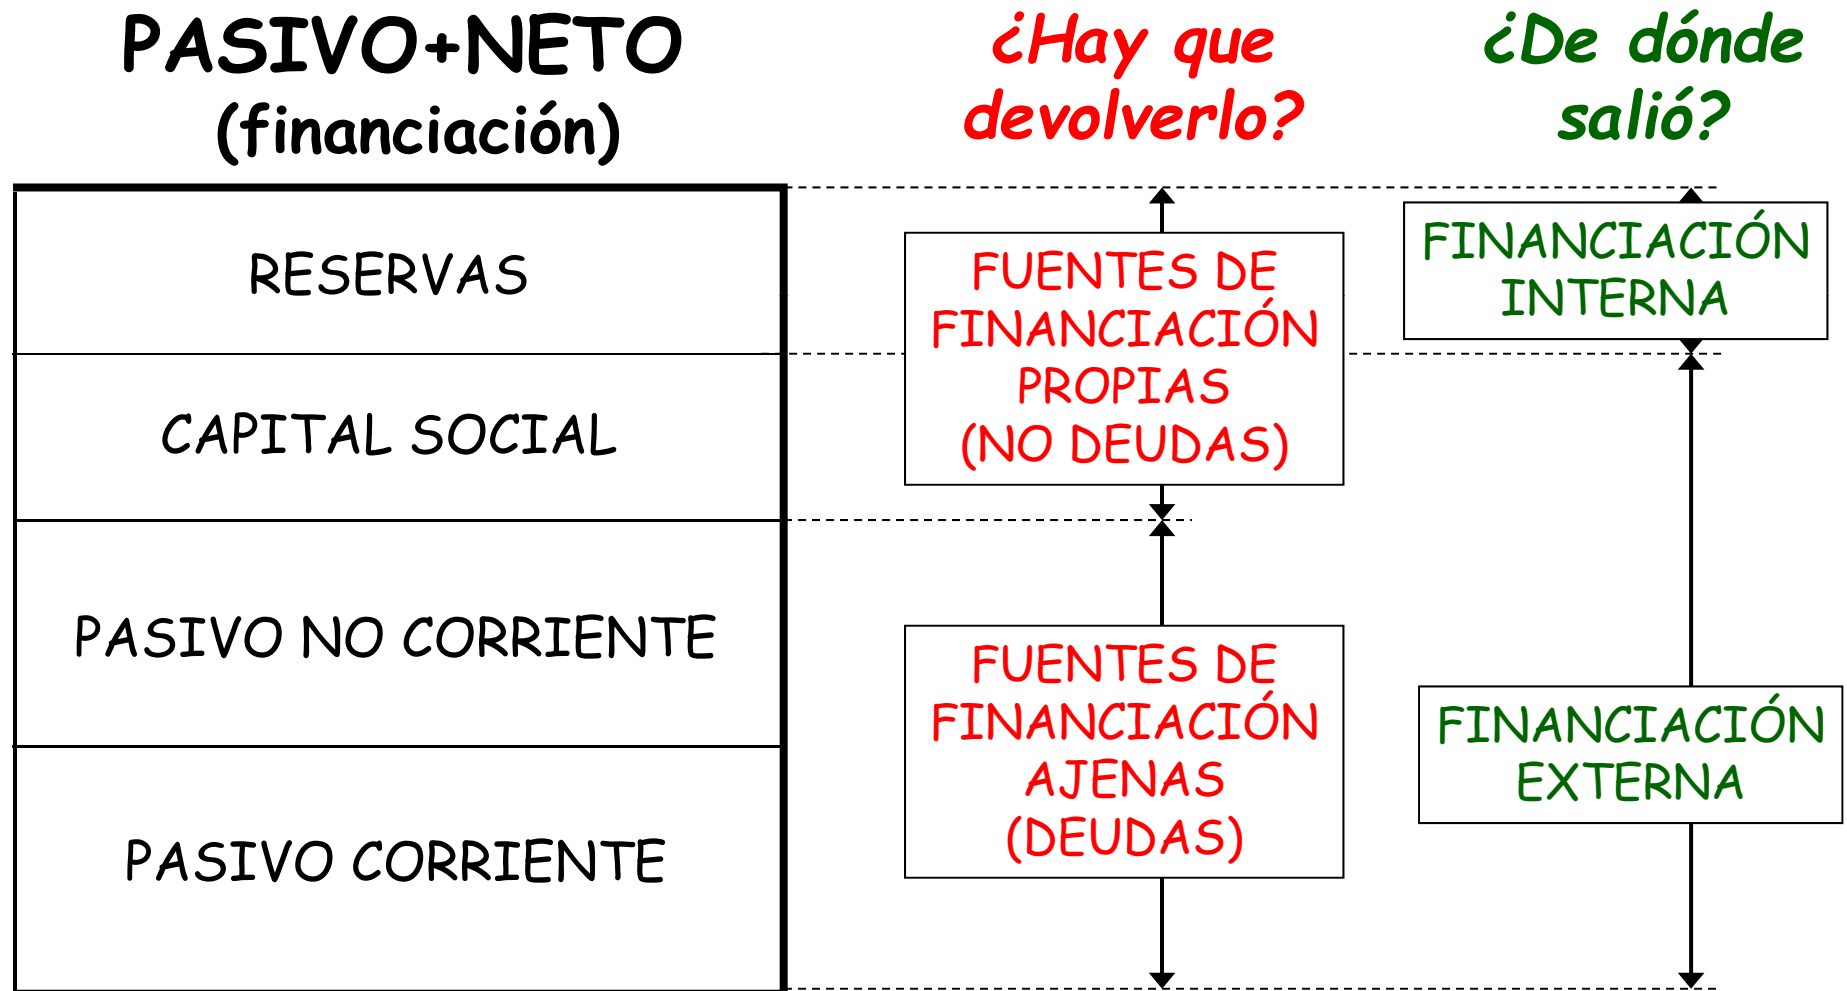 PASIVO+NETO
(financiación)
¿Hay que
devolverlo?
¿De dónde
salió?
RESERVAS
CAPITAL SOCIAL
PASIVO NO CORRIENTE
PASIVO CORRIENTE
FUENTES DE
FINANCIACIÓN
PROPIAS
(NO DEUDAS)
FUENTES DE
FINANCIACIÓN
AJENAS
(DEUDAS)
FINANCIACIÓN
INTERNA
FINANCIACIÓN
EXTERNA